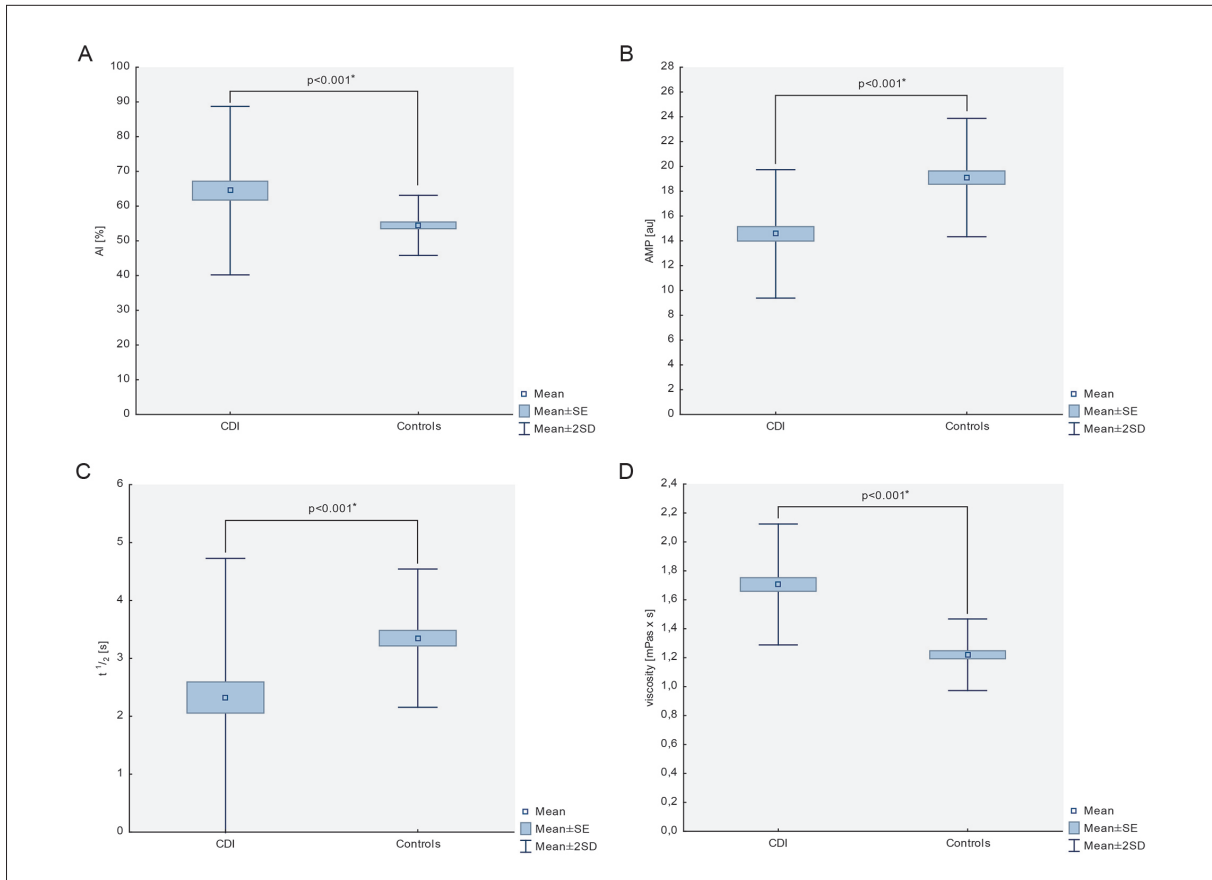 A
100
90
80
70
60
50
40
30
20
10
0
AI [%]
p<0.001*
CDI
Controls
Mean
Mean±SE
Mean±2SD
B
28
26
24
22
20
18
16
14
12
10
8
6
4
2
0
AMP [au]
p<0.001*
CDI
Controls
Mean
Mean±SE
Mean±2SD
C
6
5
4
3
2
1
0
t 1/2 [s]
p<0.001*
CDI
Controls
Mean
Mean±SE
Mean±2SD
D
2,4
2,2
2,0
1,8
1,6
1,4
1,2
1,0
0,8
0,6
0,4
0,2
0,0
viscosity [mPas x s]
p<0.001*
CDI
Controls
Mean
Mean±SE
Mean±2SD